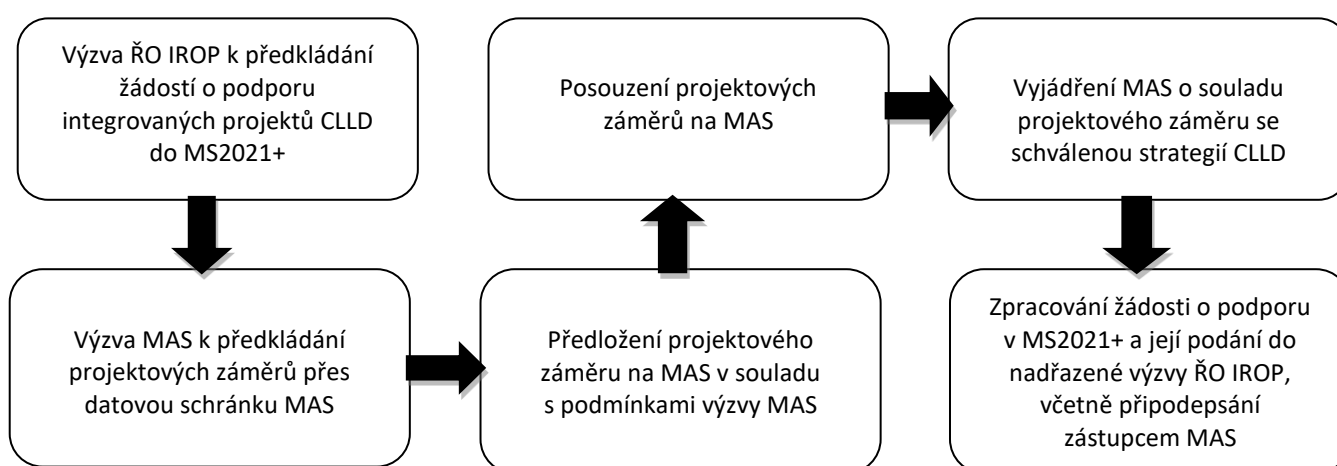 Výzva ŘO IROP k předkládání
žádostí o podporu
integrovaných projektů CLLD
do MS2021+
Výzva MAS k předkládání
projektových záměrů přes
datovou schránku MAS
Předložení projektového
záměru na MAS v souladu
s podmínkami výzvy MAS
Posouzení projektových
záměrů na MAS
Vyjádření MAS o souladu
projektového záměru se
schválenou strategií CLLD
Zpracování žádosti o podporu
v MS2021+ a její podání do
nadřazené výzvy ŘO IROP,
včetně připodepsání
zástupcem MAS